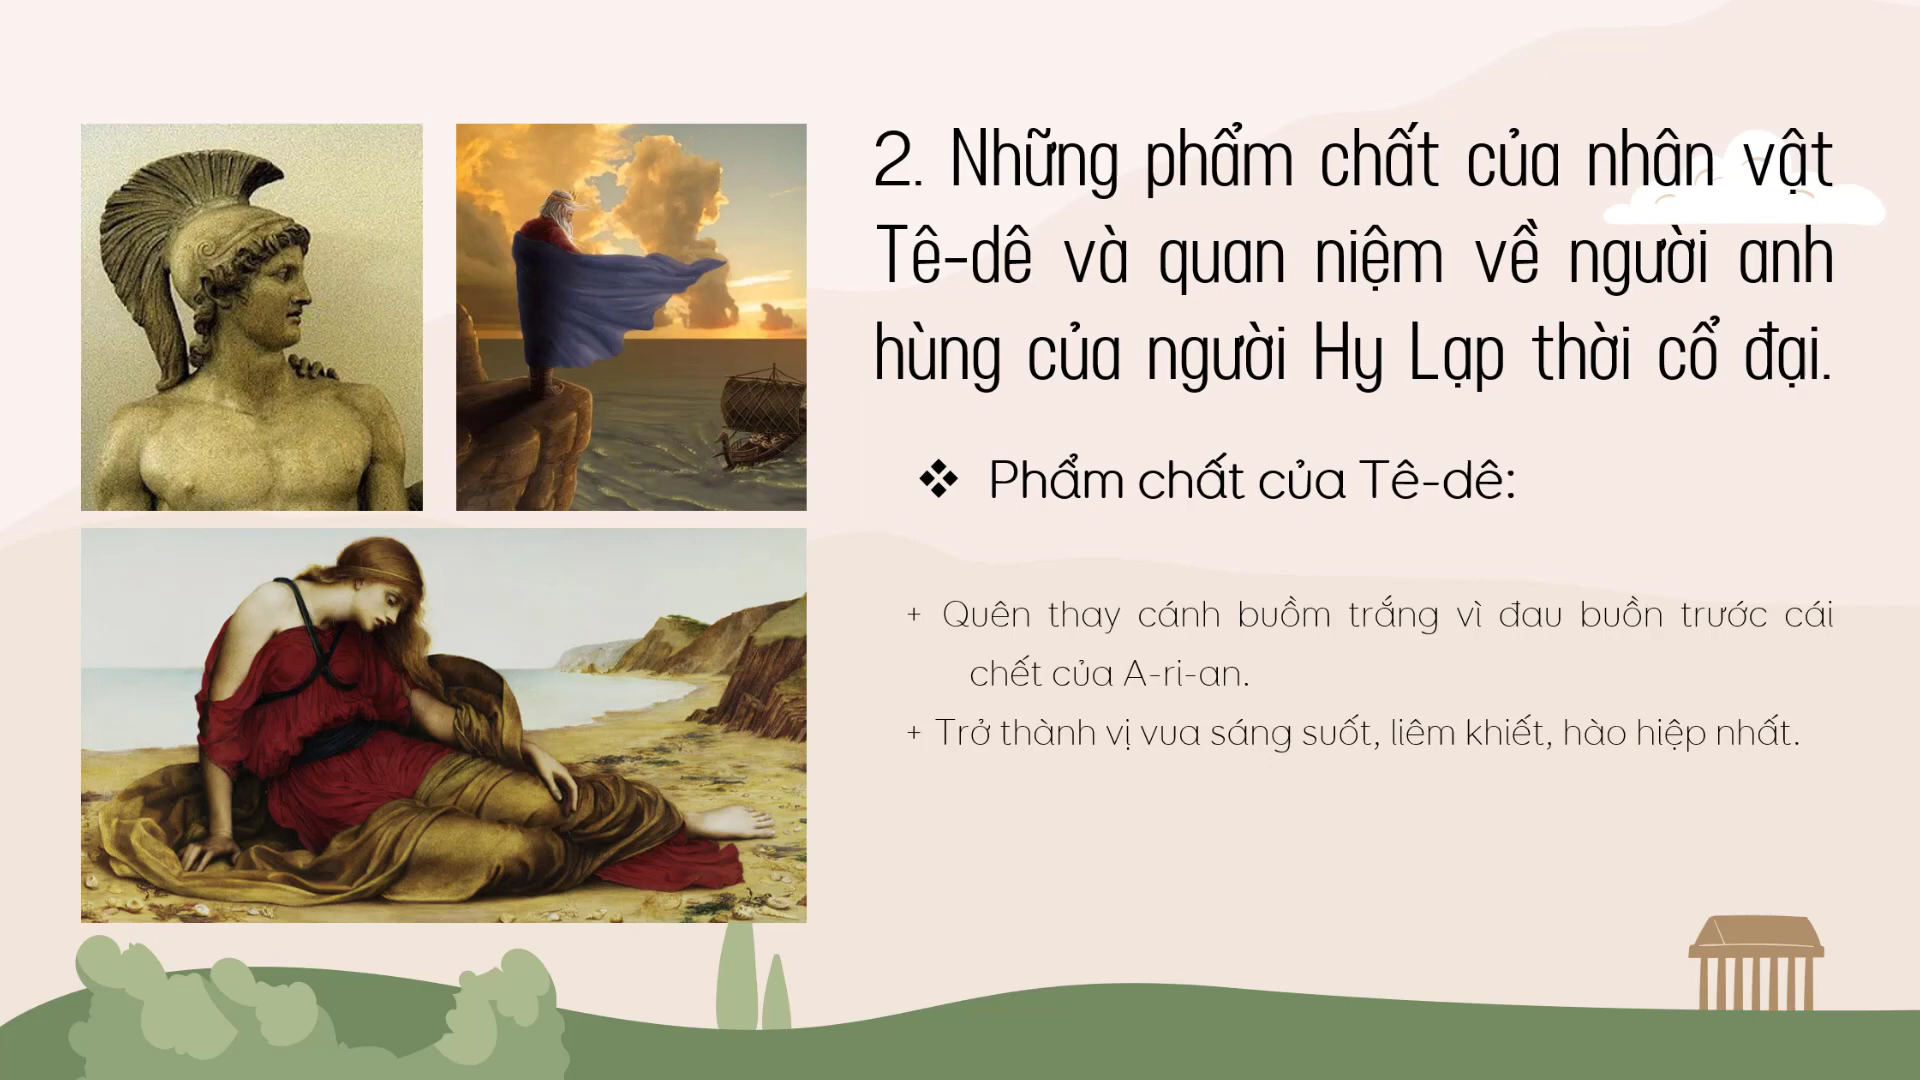 2. Những phẩm chất của nhân vật
Tê-dê và quan niệm về người anh
hùng của người Hy Lạp thời cổ đại.
❖ Phẩm chất của Tê-dê:
+ Quên thay cánh buồm trắng vì đau buồn trước cái
chết của A-ri-an.
+ Trở thành vị vua sáng suốt, liêm khiết, hào hiệp nhất.